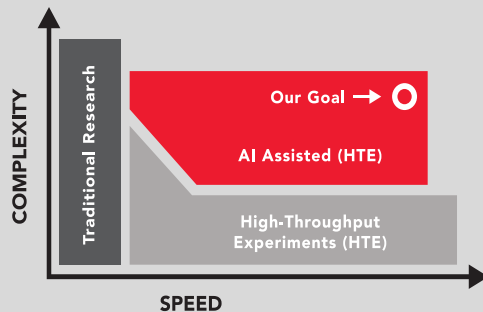 COMPLEXITY
Traditional Research
Our Goal →
AI Assisted (HTE)
High-Throughput
Experiments (HTE)
SPEED